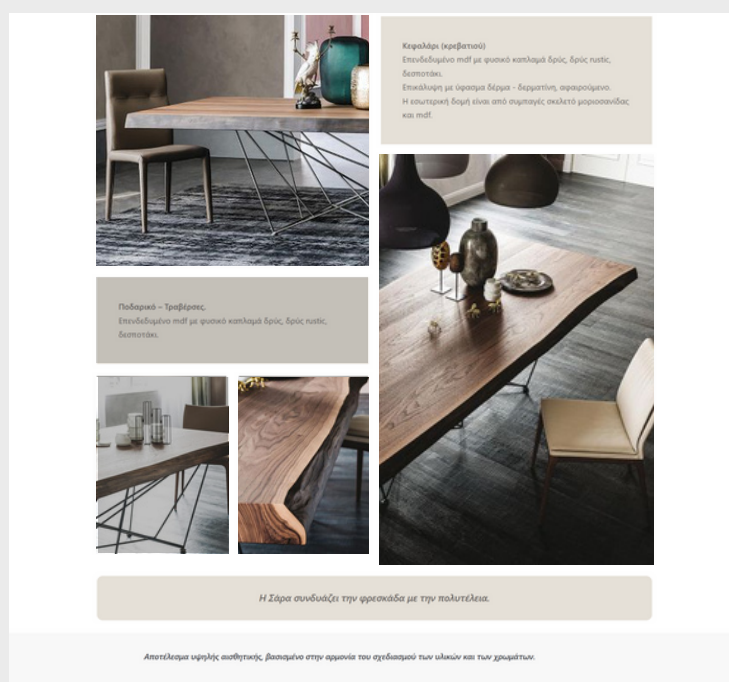 Κεφαλάρι (κρεβατιού)
Επενδεδυμένο mdf με φυσικό καπλαμά δρύς, δρύς rustic,
δεσποτάκι.
Επικάλυψη με ύφασμα δέρμα - δερματίνη, αφαιρούμενο.
Η εσωτερική δομή είναι από συμπαγές σκελετό μοριοσανίδας
και mdf.
Ποδαρικό – Τραβέρσες.
Επενδεδυμένο mdf με φυσικό καπλαμά δρύς, δρύς rustic,
δεσποτάκι.
Η Σάρα συνδυάζει την φρεσκάδα με την πολυτέλεια.
Αποτέλεσμα υψηλής αισθητικής, βασισμένο στην αρμονία του σχεδιασμού των υλικών και των χρωμάτων.